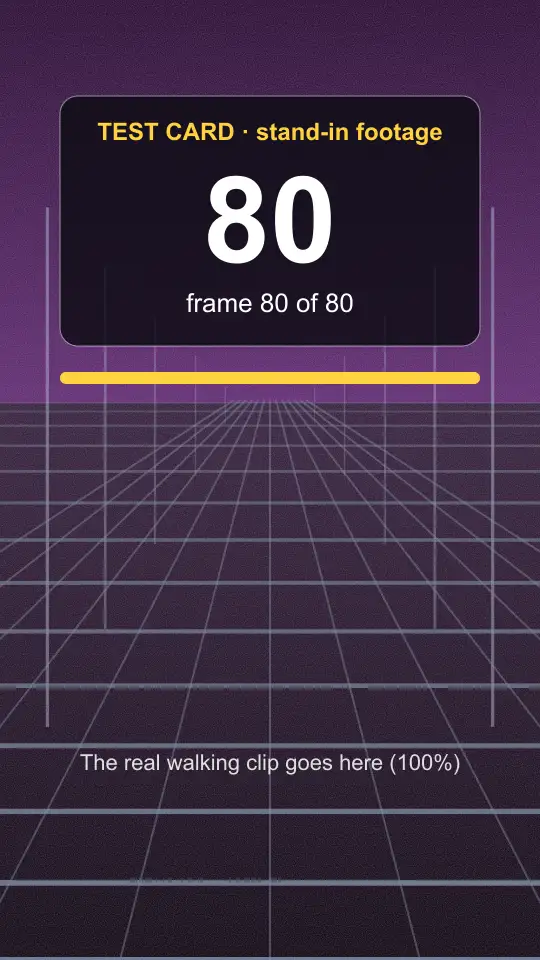 TEST CARD · stand-in footage
80
frame 80 of 80
The real walking clip goes here (100%)